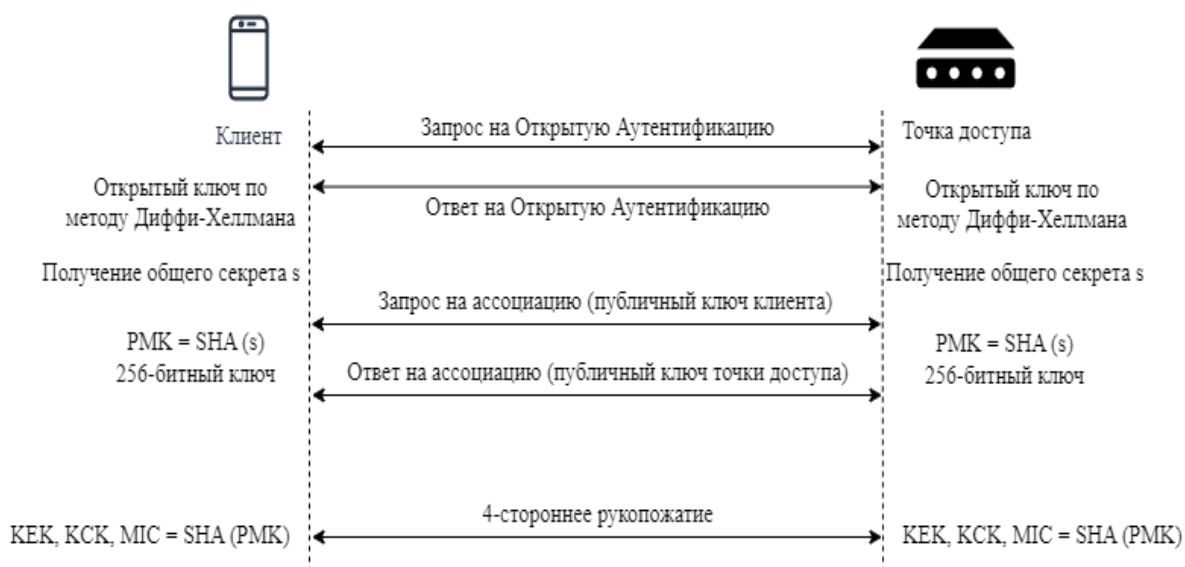 Клиент
Запрос на Открытую Аутентификацию
Точка доступа
Открытый ключ по
методу Диффи-Хеллмана
Ответ на Открытую Аутентификацию
Открытый ключ по
методу Диффи-Хеллмана
Получение общего секрета s
Получение общего секрета s
Запрос на ассоциацию (публичный ключ клиента)
PMK = SHA (s)
256-битный ключ
PMK = SHA (s)
256-битный ключ
Ответ на ассоциацию (публичный ключ точки доступа)
4-стороннее рукопожатие
KEK, KCK, MIC = SHA (PMK)
KEK, KCK, MIC = SHA (PMK)